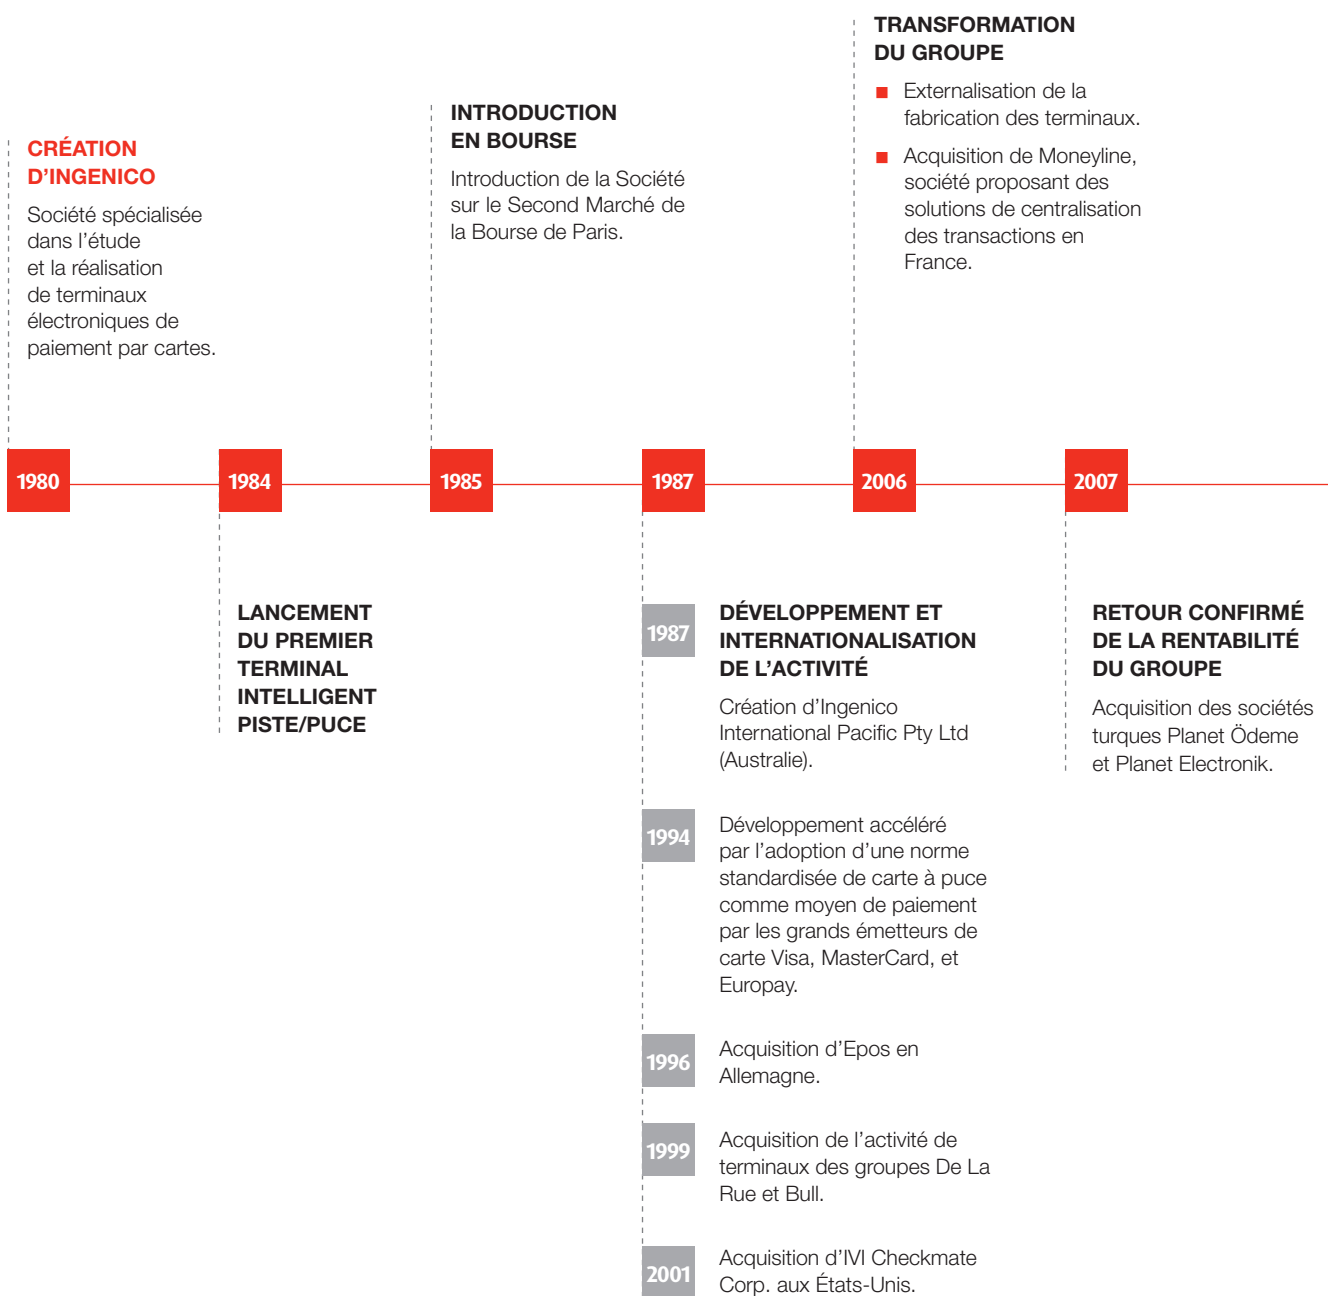 CRÉATION
D’INGENICO
Société spécialisée
dans l’étude
et la réalisation
de terminaux
électroniques de
paiement par cartes.
INTRODUCTION
EN BOURSE
Introduction de la Société
sur le Second Marché de
la Bourse de Paris.
TRANSFORMATION
DU GROUPE
Externalisation de la
fabrication des terminaux.
Acquisition de Moneyline,
société proposant des
solutions de centralisation
des transactions en
France.
1980
1984
1985
1987
2006
2007
LANCEMENT
DU PREMIER
TERMINAL
INTELLIGENT
PISTE/PUCE
1987
DÉVELOPPEMENT ET
INTERNATIONALISATION
DE L’ACTIVITÉ
Création d’Ingenico
International Pacific Pty Ltd
(Australie).
1994
Développement accéléré
par l’adoption d’une norme
standardisée de carte à puce
comme moyen de paiement
par les grands émetteurs de
carte Visa, MasterCard, et
Europay.
1996
Acquisition d’Epos en
Allemagne.
1999
Acquisition de l’activité de
terminaux des groupes De La
Rue et Bull.
2001
Acquisition d’IVI Checkmate
Corp. aux États-Unis.
RETOUR CONFIRMÉ
DE LA RENTABILITÉ
DU GROUPE
Acquisition des sociétés
turques Planet Ödeme
et Planet Electronik.